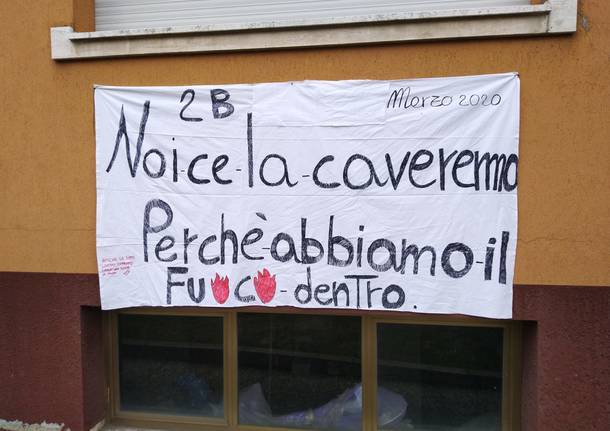 2B
Marzo 2020
Noi-ce-la-caveremo
Perchè-abbiamo-il
FuoCo-denTro.